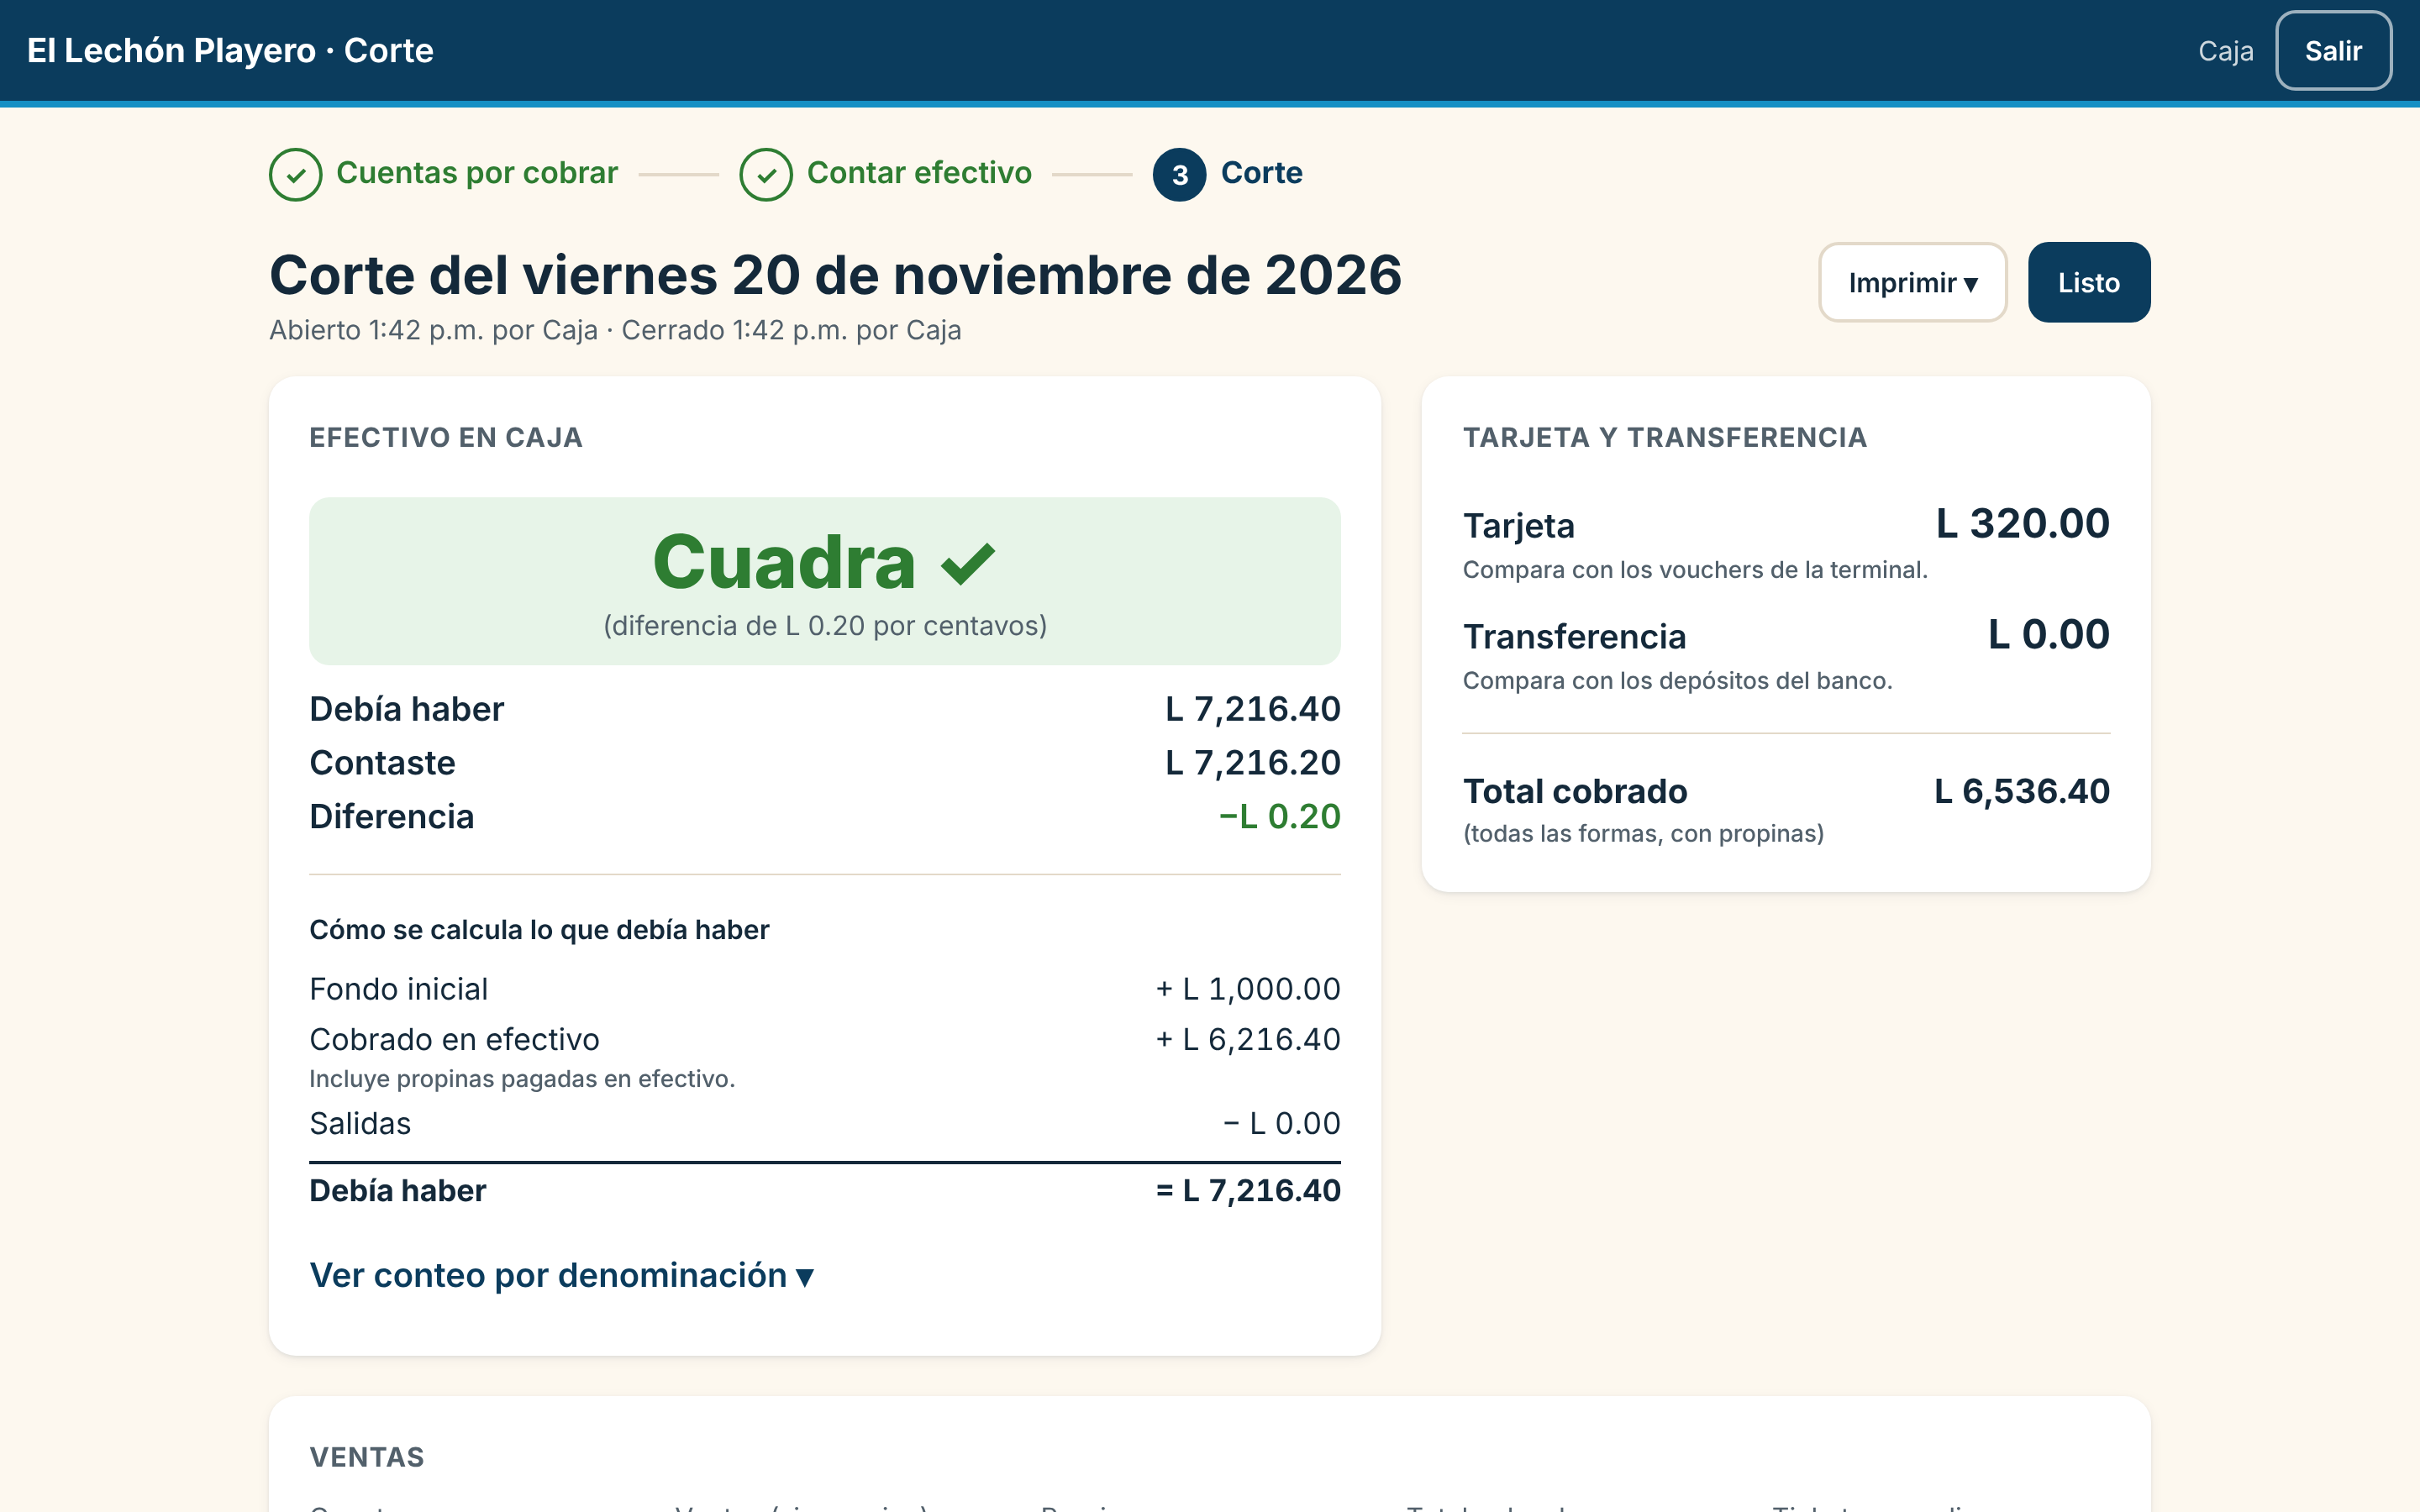 El Lechón Playero · Corte
Caja
Salir
Cuentas por cobrar
Contar efectivo
3 Corte
Corte del viernes 20 de noviembre de 2026
Abierto 1:42 p.m. por Caja · Cerrado 1:42 p.m. por Caja
Imprimir ▾
Listo
EFECTIVO EN CAJA
Cuadra ✓
(diferencia de L 0.20 por centavos)
Debía haber L 7,216.40
Contaste L 7,216.20
Diferencia −L 0.20
Cómo se calcula lo que debía haber
Fondo inicial + L 1,000.00
Cobrado en efectivo + L 6,216.40
Incluye propinas pagadas en efectivo.
Salidas − L 0.00
Debía haber = L 7,216.40
Ver conteo por denominación ▾
TARJETA Y TRANSFERENCIA
Tarjeta L 320.00
Compara con los vouchers de la terminal.
Transferencia L 0.00
Compara con los depósitos del banco.
Total cobrado L 6,536.40
(todas las formas, con propinas)
VENTAS